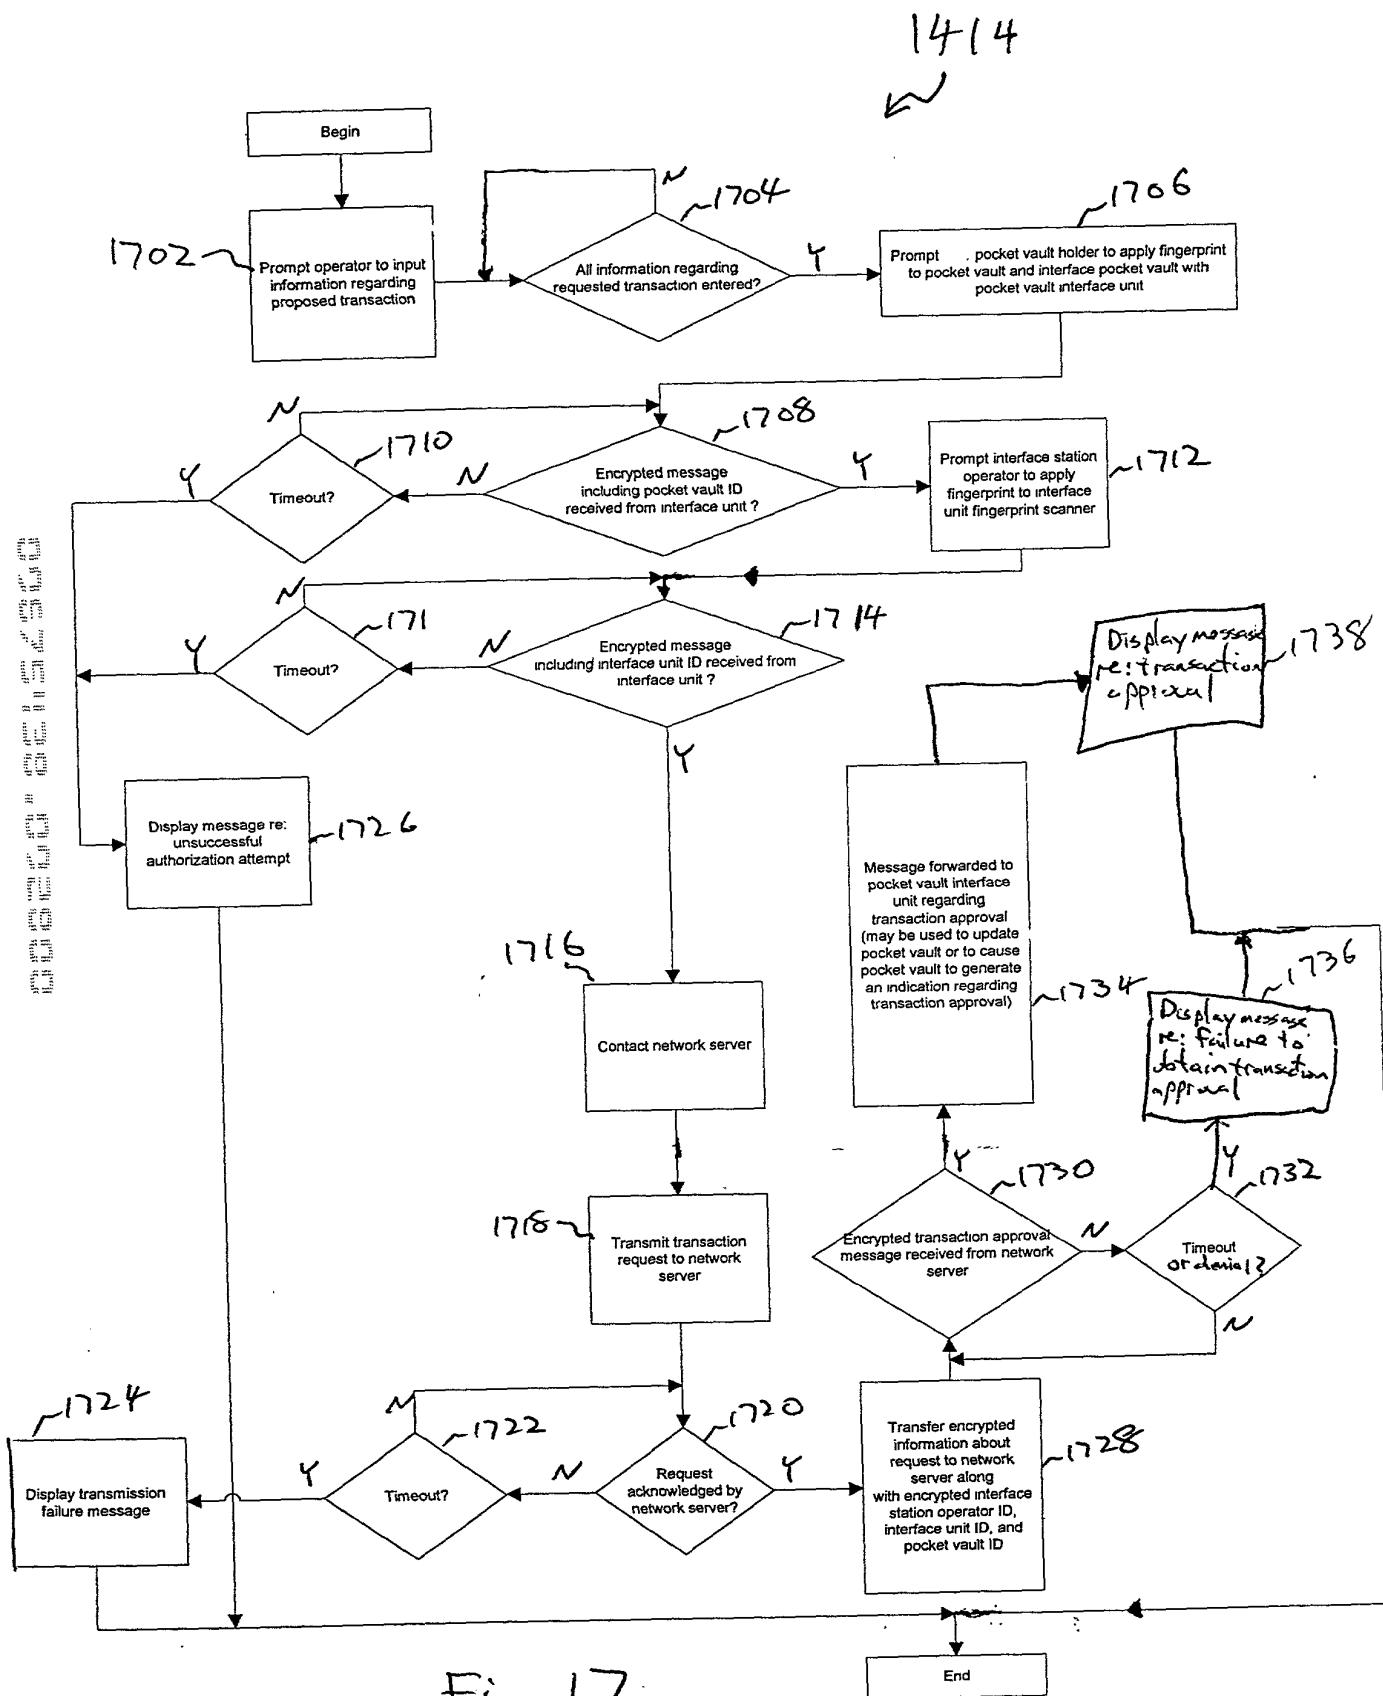 1414
Begin
1702
Prompt operator to input
information regarding
proposed transaction
N
1704
All information regarding
requested transaction entered?
Y
1706
Prompt . pocket vault holder to apply fingerprint
to pocket vault and interface pocket vault with
pocket vault interface unit
N
1710
Y
Timeout?
N
1708
Encrypted message
including pocket vault ID
received from interface unit ?
Y
Prompt interface station
operator to apply
fingerprint to interface
unit fingerprint scanner
1712
N
171
Y
Timeout?
N
1714
Encrypted message
including interface unit ID received from
interface unit ?
Y
Display message
re: transaction
approval
1738
Display message re:
unsuccessful
authorization attempt
1726
Message forwarded to
pocket vault interface
unit regarding
transaction approval
(may be used to update
pocket vault or to cause
pocket vault to generate
an indication regarding
transaction approval)
1734
1716
Contact network server
1736
Display message
re: failure to
obtain transaction
approval
1718
Transmit transaction
request to network
server
Y
1730
Encrypted transaction approval
message received from network
server
N
Y
1732
Timeout
or denial?
N
1724
Display transmission
failure message
Y
N
1722
Timeout?
N
1720
Request
acknowledged by
network server?
Y
Transfer encrypted
information about
request to network
server along
with encrypted interface
station operator ID,
interface unit ID, and
pocket vault ID
1728
End
Fi 17